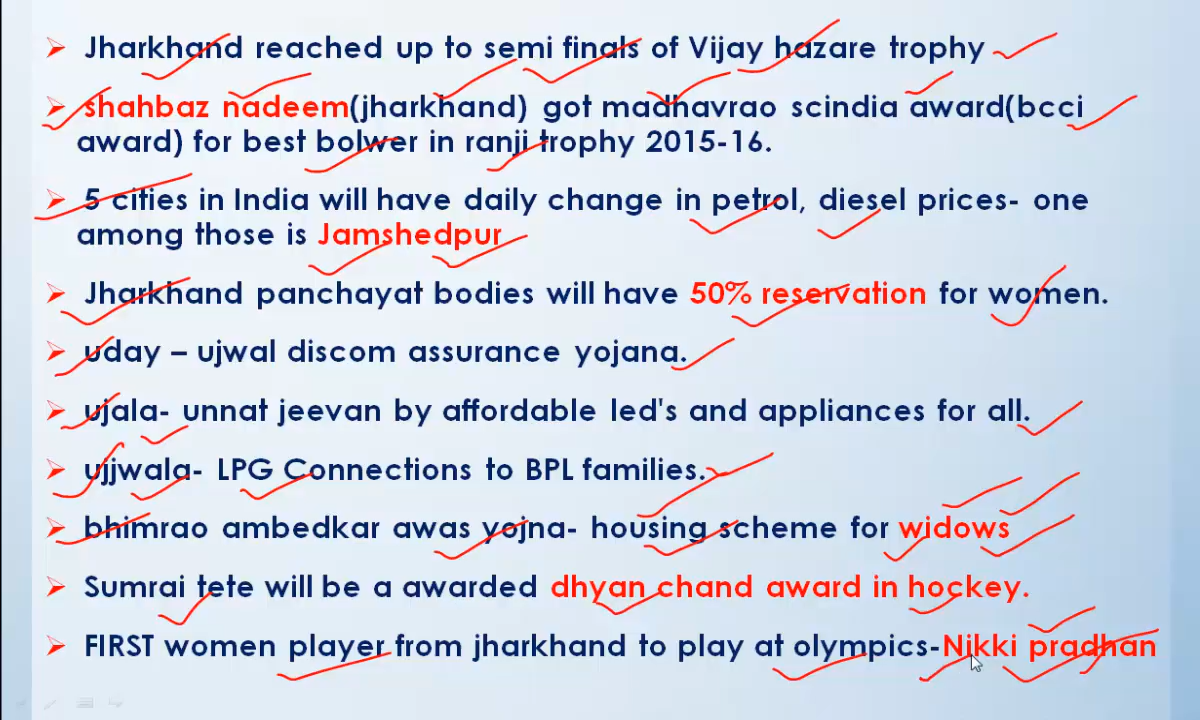 Jharkhand reached up to semi finals of Vijay hazare trophy
shahbaz nadeem(jharkhand) got madhavrao scindia award(bcci
award) for best bolwer in ranji trophy 2015-16.
5 cities in India will have daily change in petrol, diesel prices- one
among those is Jamshedpur
Jharkhand panchayat bodies will have 50% reservation for women.
uday – ujwal discom assurance yojana.
ujala- unnat jeevan by affordable led's and appliances for all.
ujjwala- LPG Connections to BPL families.
bhimrao ambedkar awas yojna- housing scheme for widows
Sumrai tete will be a awarded dhyan chand award in hockey.
FIRST women player from jharkhand to play at olympics-Nikki pradhan